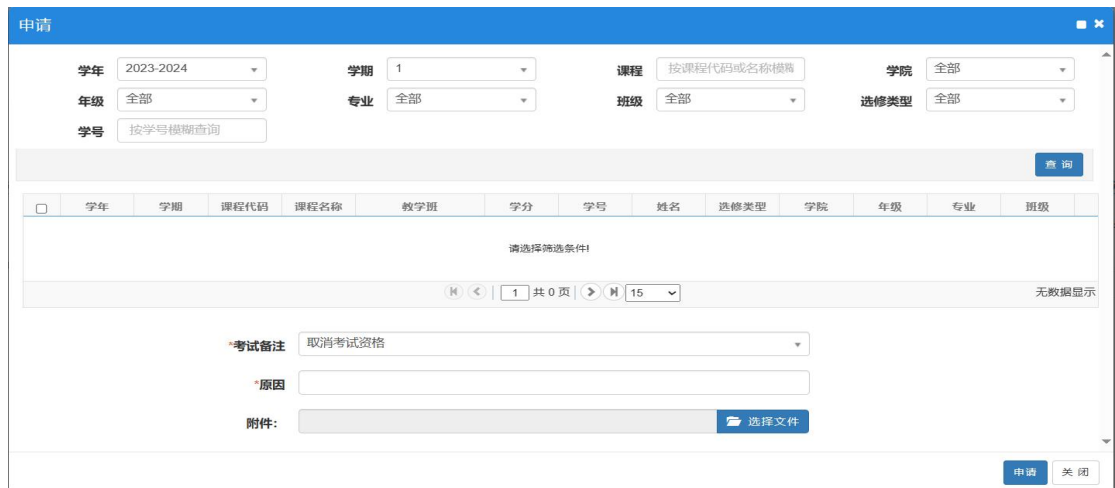 申请
学年 2023-2024 学期 1 课程 按课程代码或名称模糊 学院 全部
年级 全部 专业 全部 班级 全部 选修类型 全部
学号 按学号模糊查询
查 询
学年 学期 课程代码 课程名称 教学班 学分 学号 姓名 选修类型 学院 年级 专业 班级
请选择筛选条件!
1 共 0 页 15 无数据显示
*考试备注 取消考试资格
*原因
附件: 选择文件
申请 关 闭